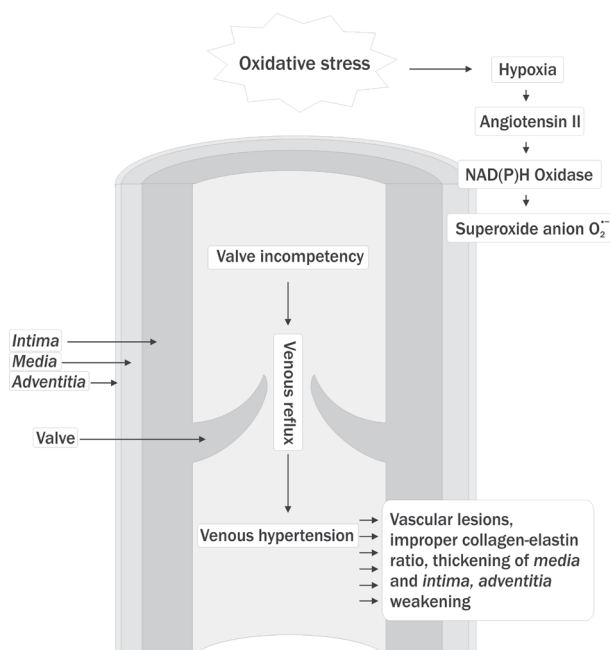 Oxidative stress
Hypoxia
Angiotensin II
NAD(P)H Oxidase
Superoxide anion O₂˙⁻
Valve incompetency
Venous reflux
Intima
Media
Adventitia
Valve
Venous hypertension
Vascular lesions,
improper collagen-elastin
ratio, thickening of media
and intima, adventitia
weakening